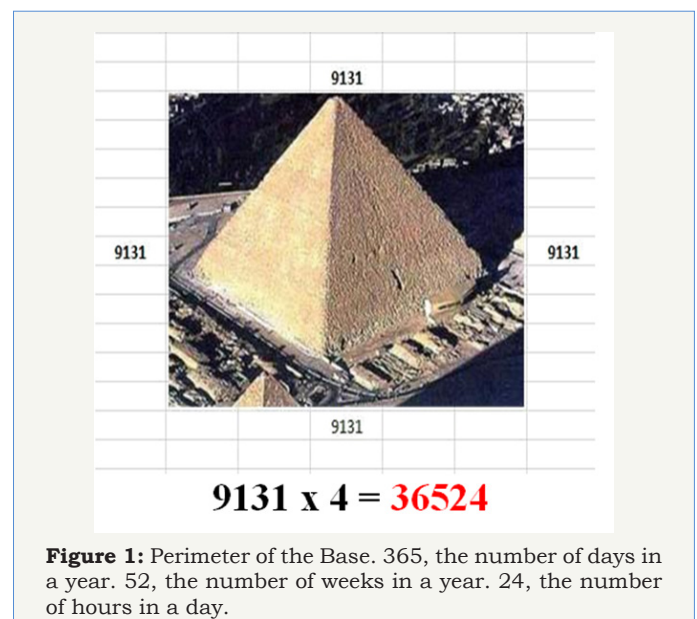 9131
9131
9131
9131
9131 x 4 = 36524
Figure 1: Perimeter of the Base. 365, the number of days in
a year. 52, the number of weeks in a year. 24, the number
of hours in a day.